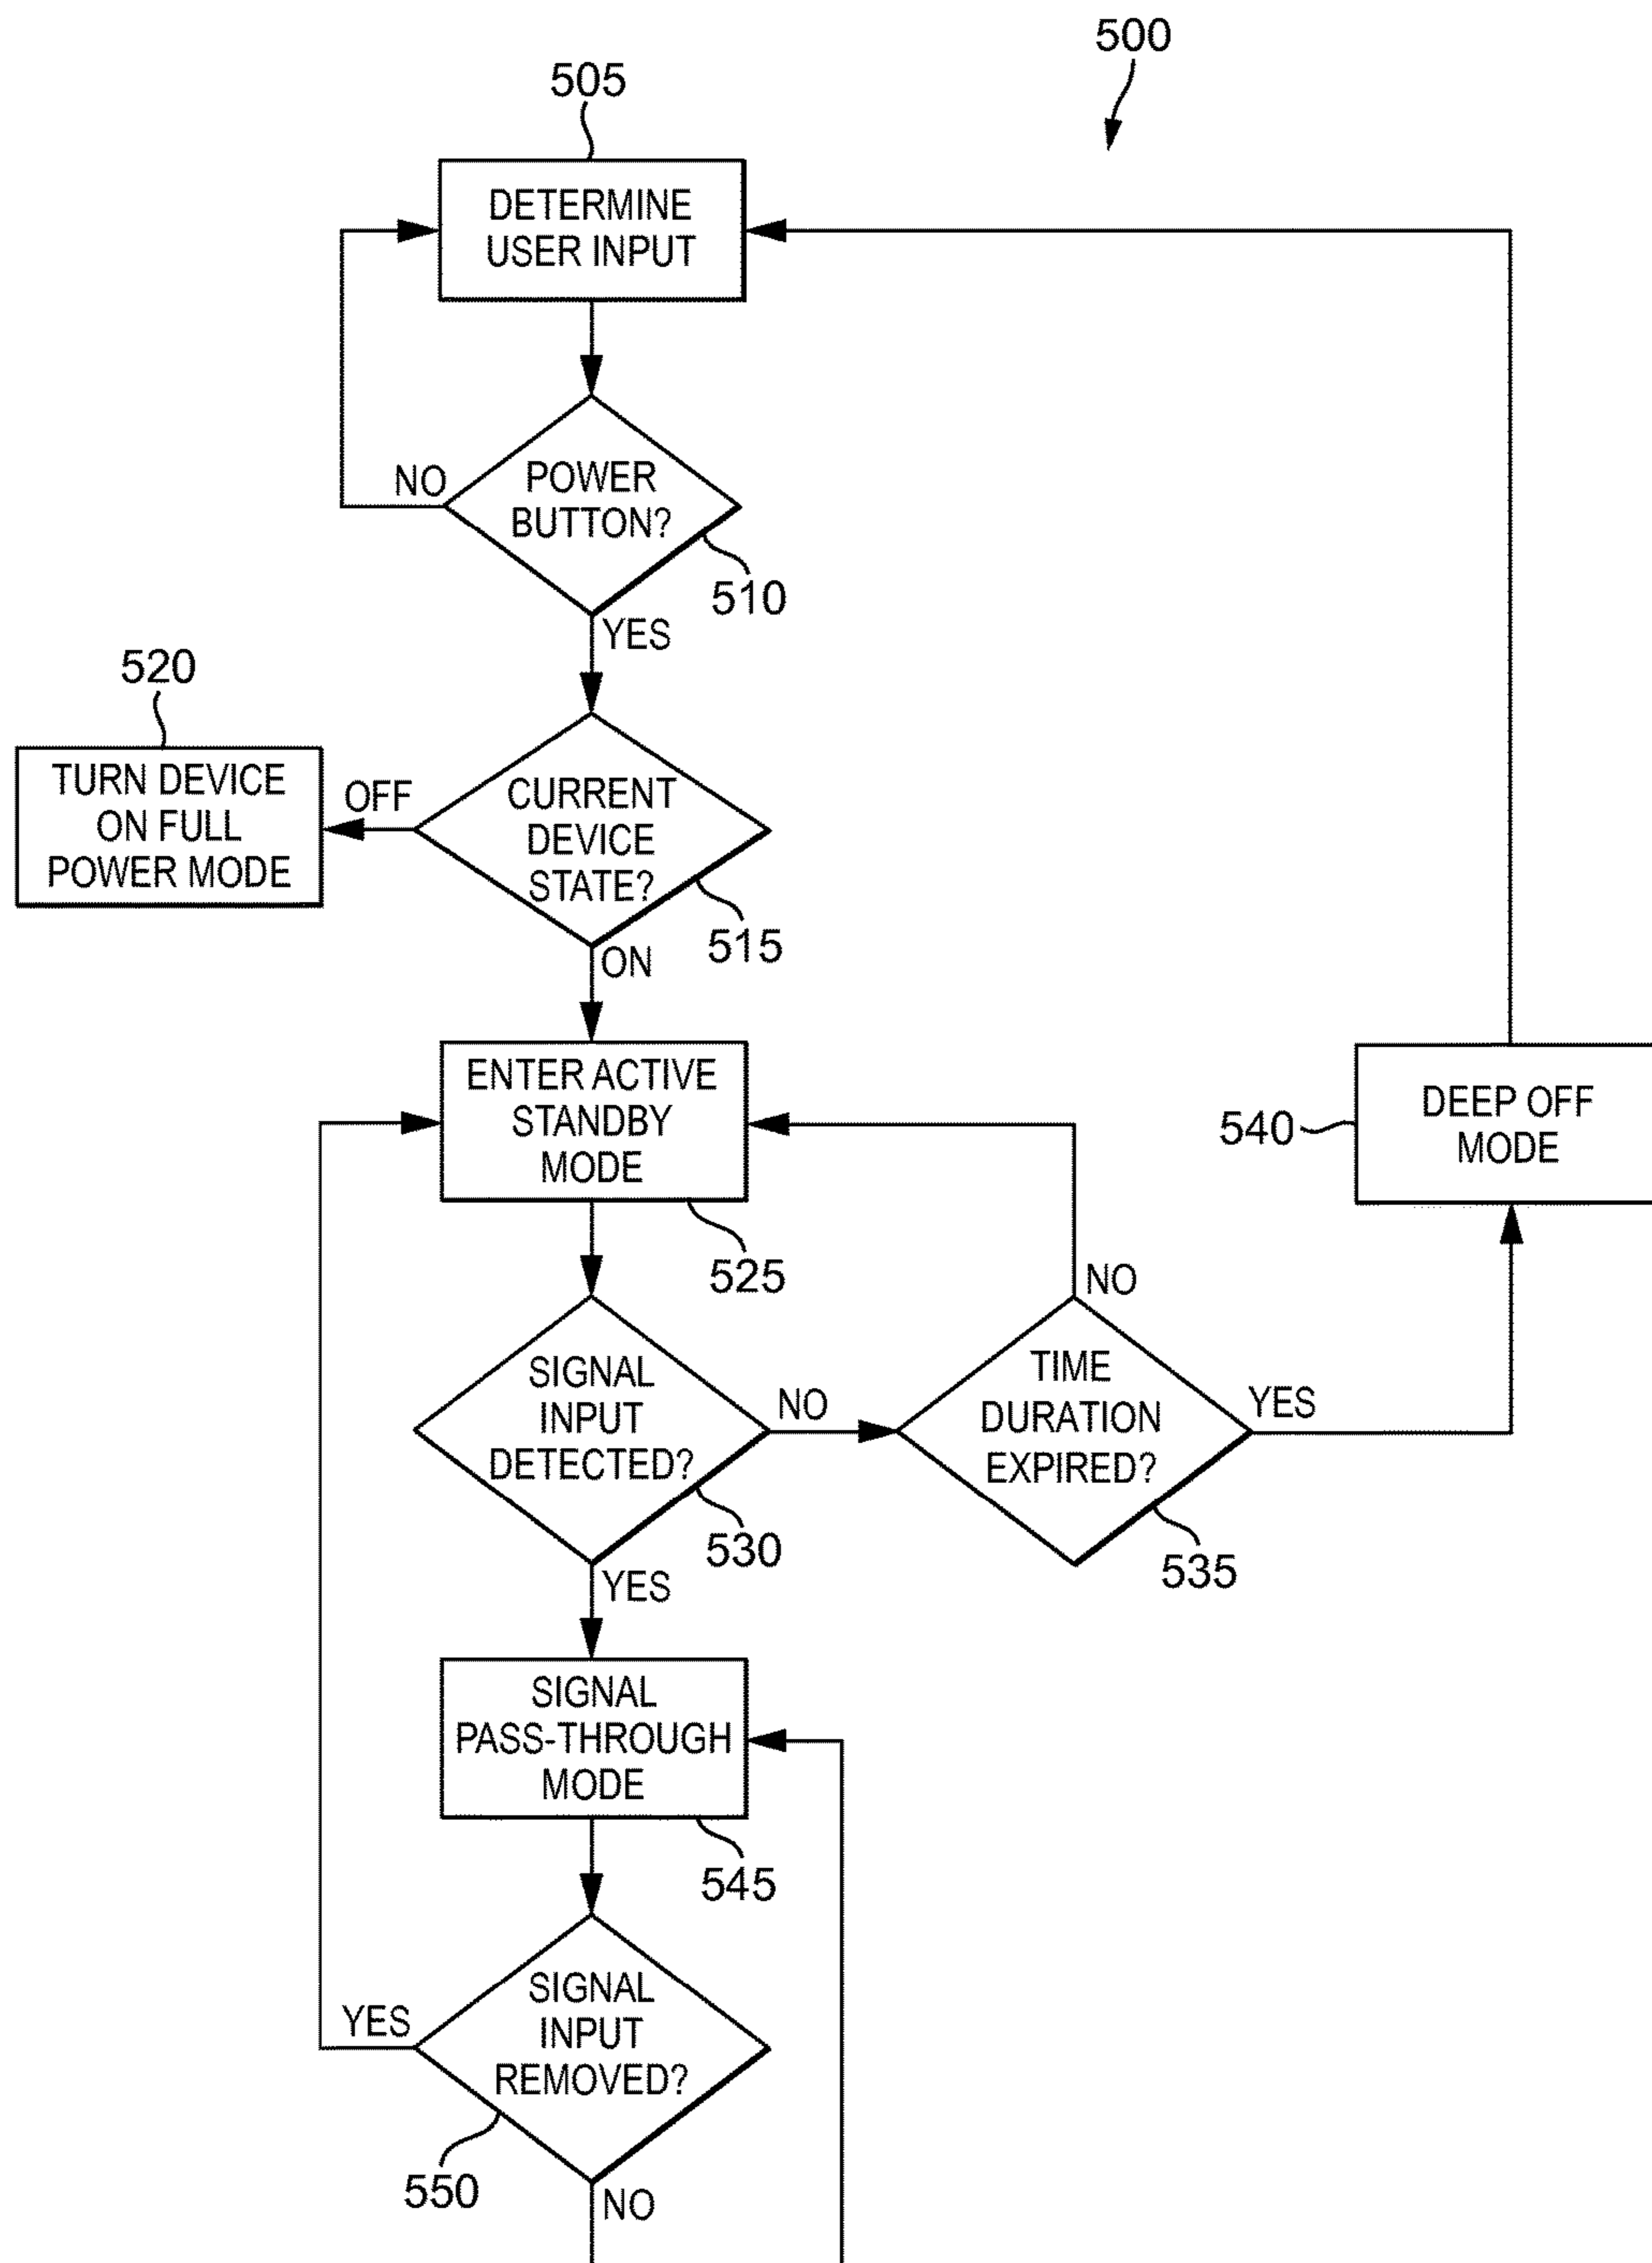 500
505
DETERMINE
USER INPUT
NO
POWER
BUTTON?
510
YES
520
TURN DEVICE
ON FULL
POWER MODE
OFF
CURRENT
DEVICE
STATE?
515
ON
ENTER ACTIVE
STANDBY
MODE
525
540
DEEP OFF
MODE
NO
SIGNAL
INPUT
DETECTED?
NO
530
TIME
DURATION
EXPIRED?
YES
535
YES
SIGNAL
PASS-THROUGH
MODE
545
SIGNAL
INPUT
REMOVED?
YES
550
NO